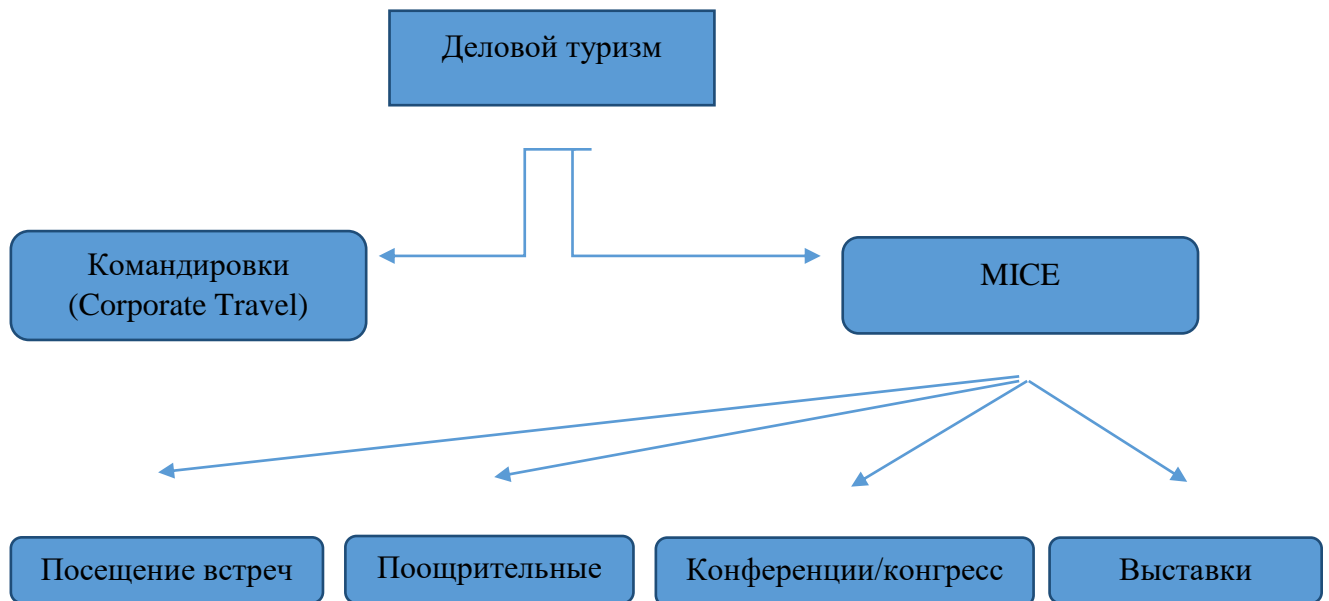 Деловой туризм
Командировки
(Corporate Travel)
MICE
Посещение встреч
Поощрительные
Конференции/конгресс
Выставки